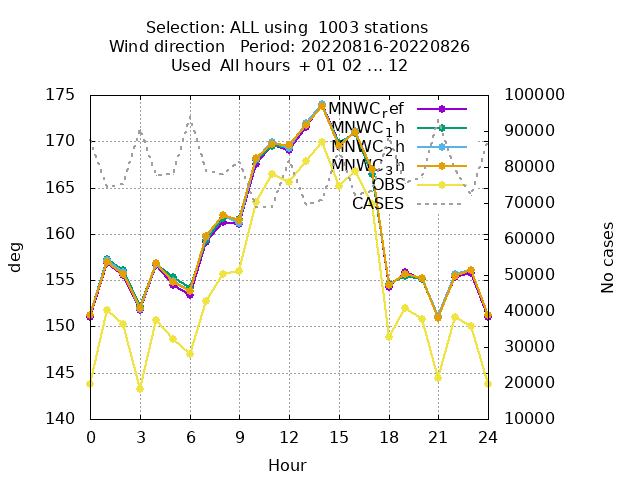 Selection: ALL using 1003 stations
Wind direction Period: 20220816-20220826
Used All hours + 01 02 ... 12
175
170
165
160
155
150
145
140
deg
100000
90000
80000
70000
60000
50000
40000
30000
20000
10000
No cases
MNWCref
MNWC1h
MNWC2h
MNWC3h
OBS
CASES
0 3 6 9 12 15 18 21 24
Hour